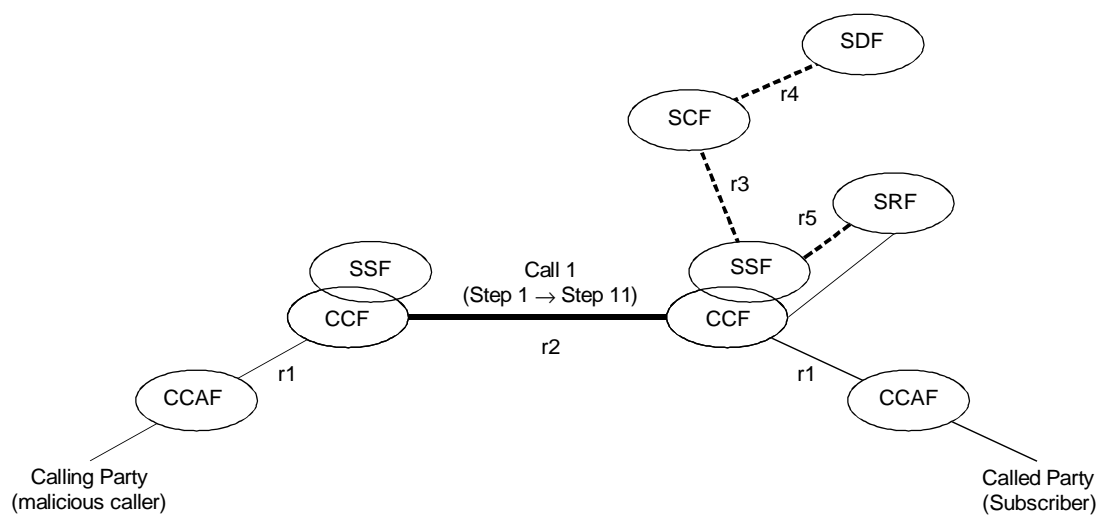 SDF
r4
SCF
r3
SRF
r5
SSF
Call 1
(Step 1 → Step 11)
SSF
CCF
CCF
r2
r1
r1
CCAF
CCAF
Calling Party
(malicious caller)
Called Party
(Subscriber)